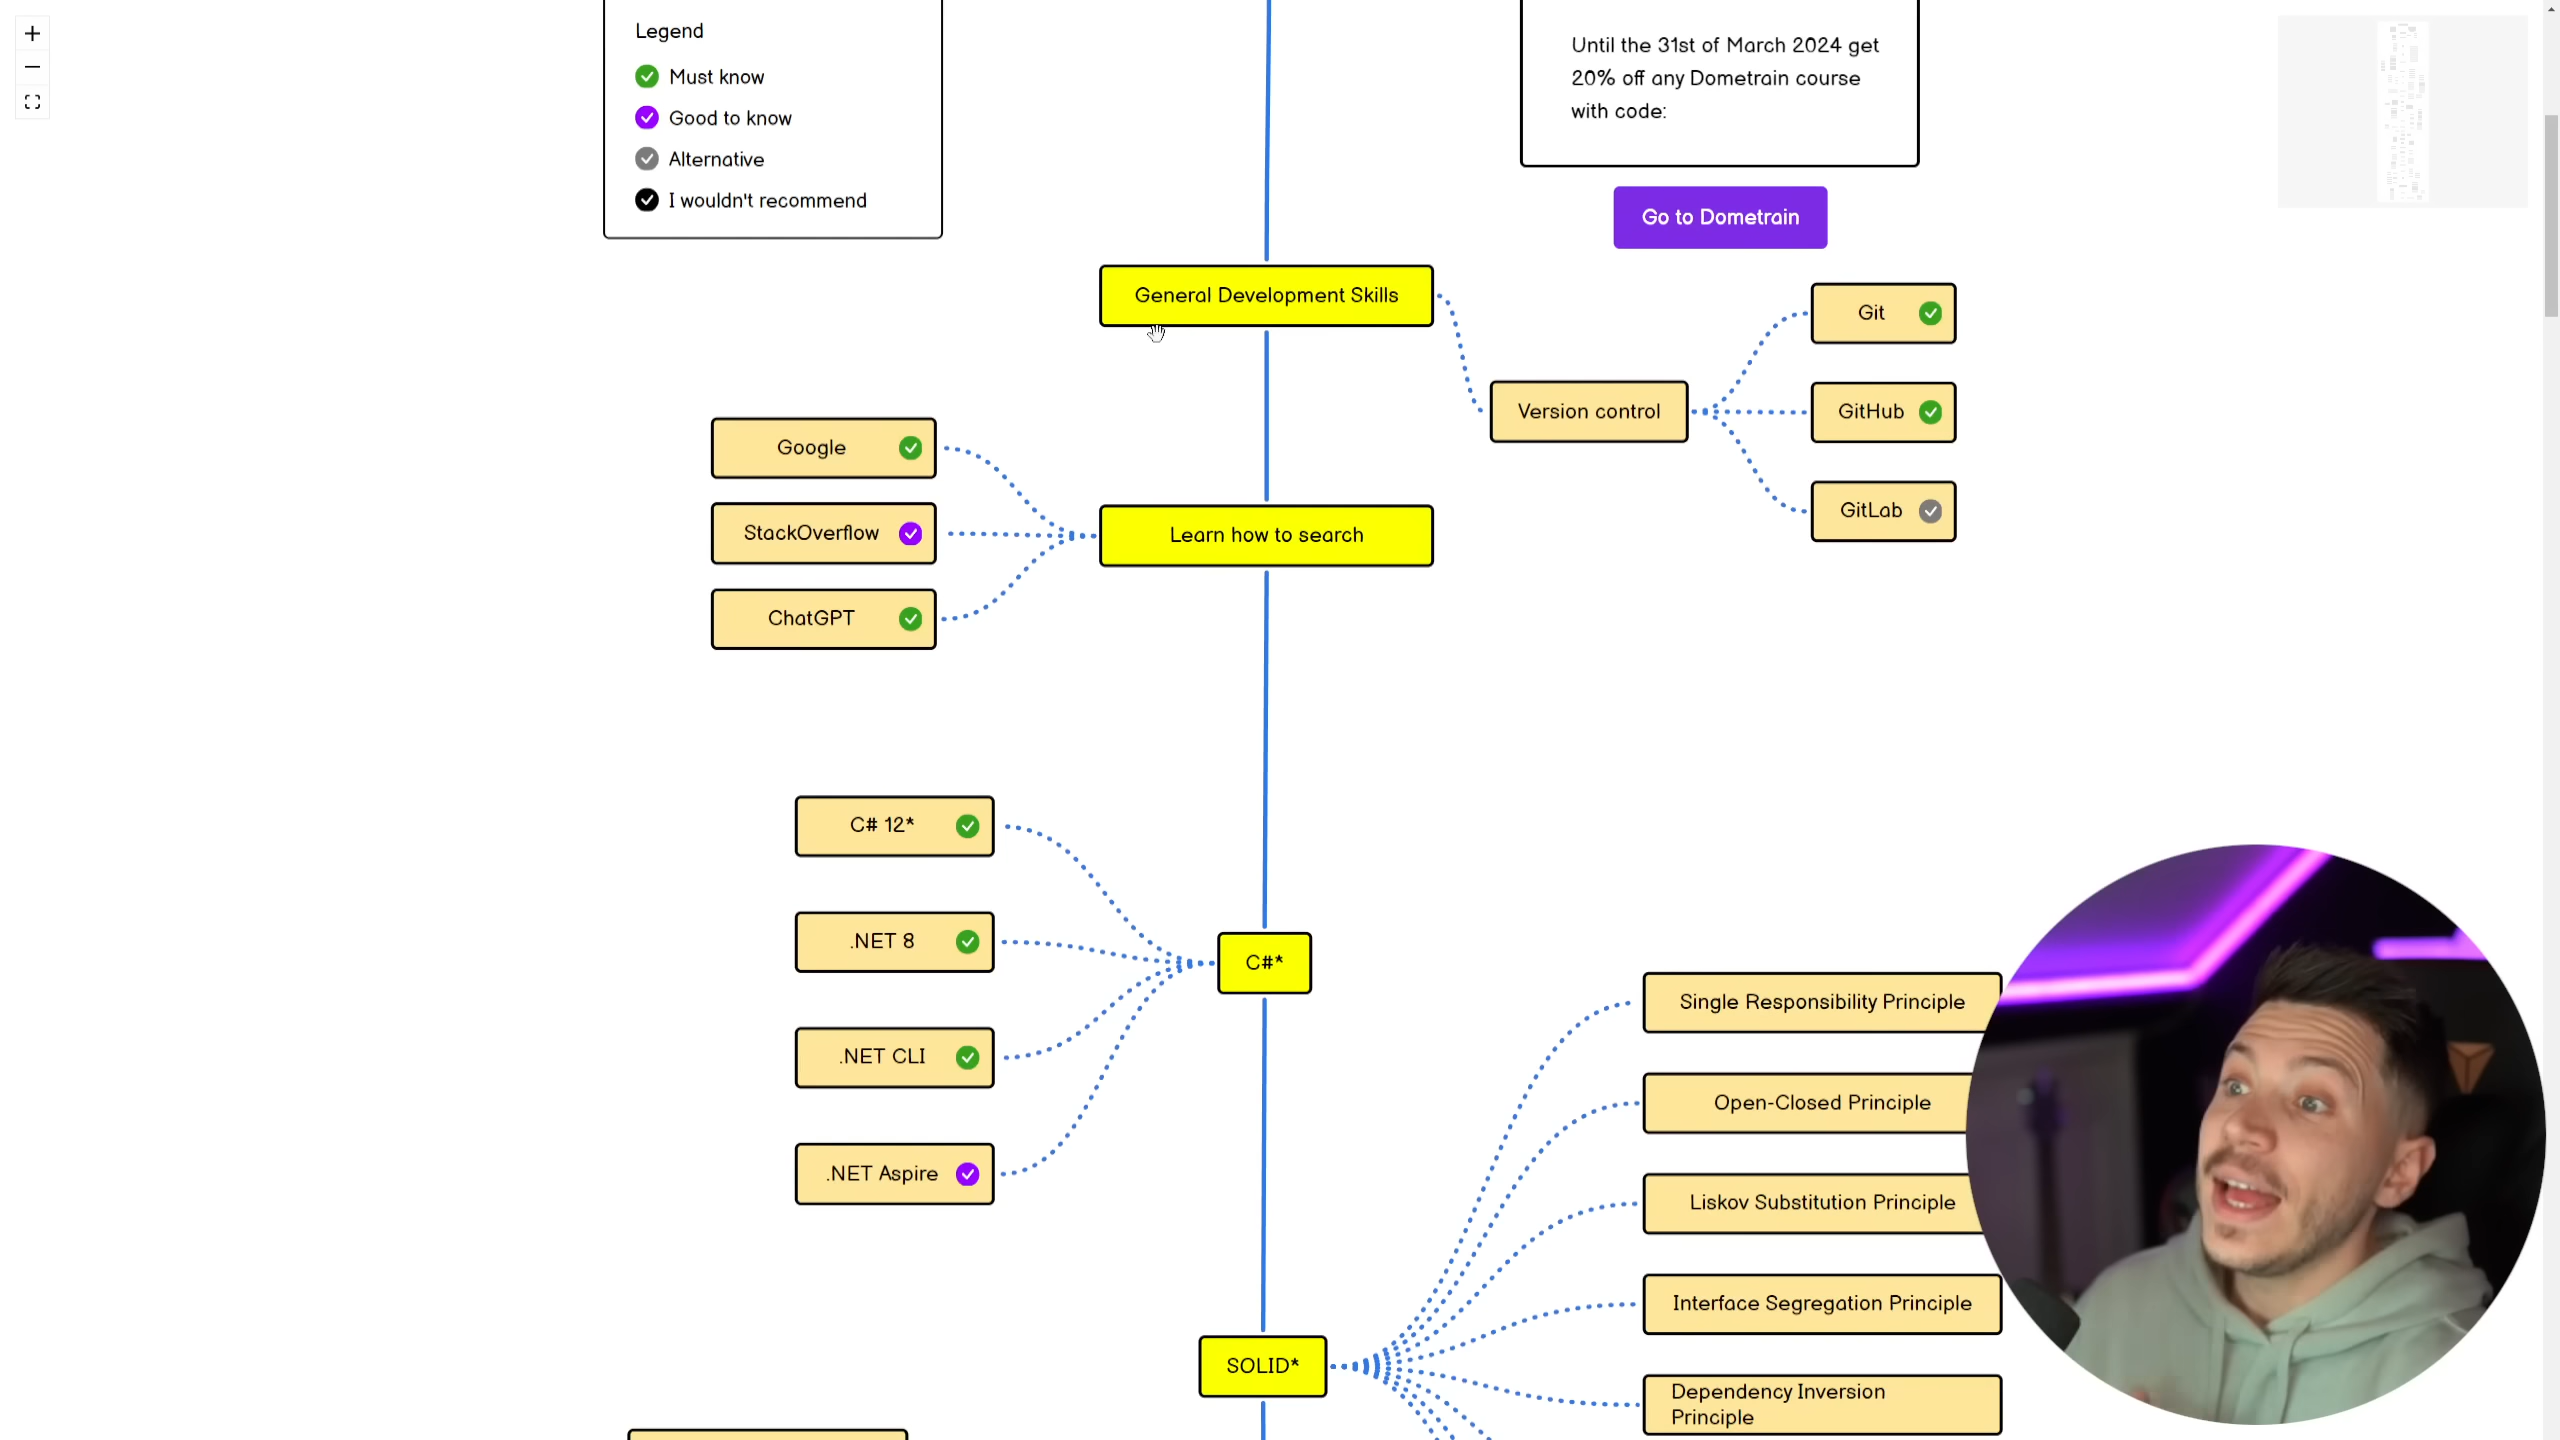 Legend
Must know
Good to know
Alternative
I wouldn't recommend
Until the 31st of March 2024 get
20% off any Dometrain course
with code:
Go to Dometrain
General Development Skills
Version control
Git
GitHub
GitLab
Google
StackOverflow
ChatGPT
Learn how to search
C# 12*
.NET 8
.NET CLI
.NET Aspire
C#*
Single Responsibility Principle
Open-Closed Principle
Liskov Substitution Principle
Interface Segregation Principle
Dependency Inversion
Principle
SOLID*